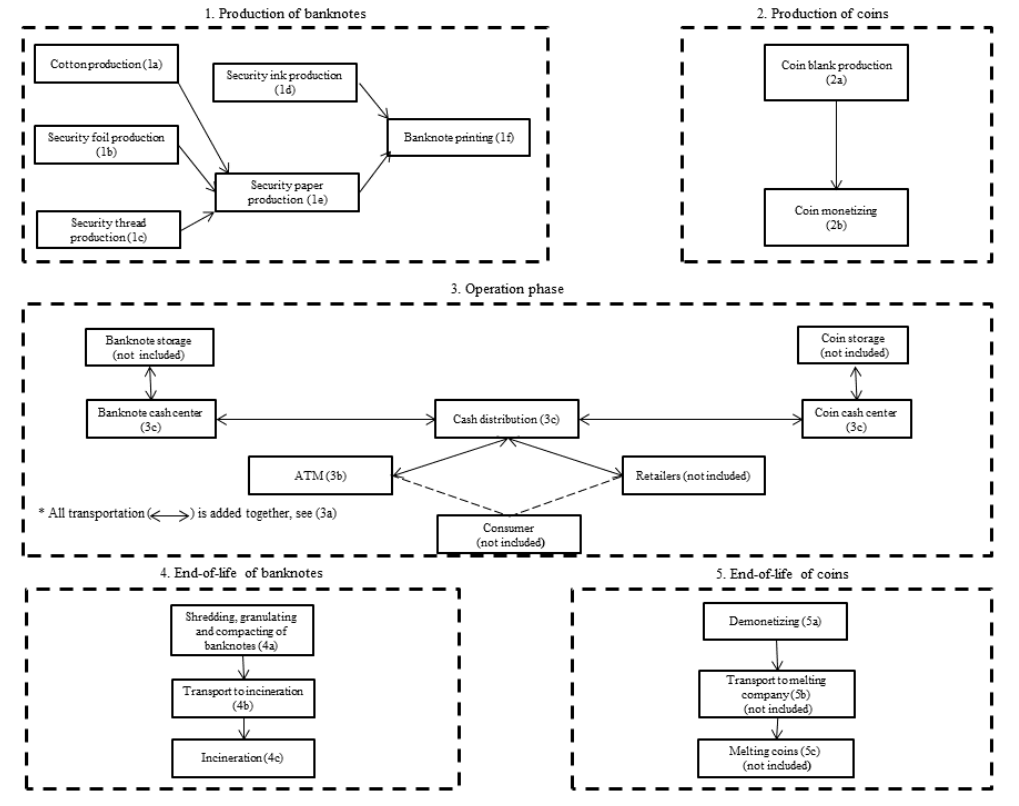 1. Production of banknotes
Cotton production (1a)
Security ink production
(1d)
Security foil production
(1b)
Banknote printing (1f)
Security paper
production (1e)
Security thread
production (1c)
2. Production of coins
Coin blank production
(2a)
Coin monetizing
(2b)
3. Operation phase
Banknote storage
(not included)
Coin storage
(not included)
Banknote cash center
(3c)
Cash distribution (3c)
Coin cash center
(3c)
ATM (3b)
Retailers (not included)
* All transportation ( ) is added together, see (3a)
Consumer
(not included)
4. End-of-life of banknotes
Shredding, granulating
and compacting of
banknotes (4a)
Transport to incineration
(4b)
Incineration (4c)
5. End-of-life of coins
Demonetizing (5a)
Transport to melting
company (5b)
(not included)
Melting coins (5c)
(not included)